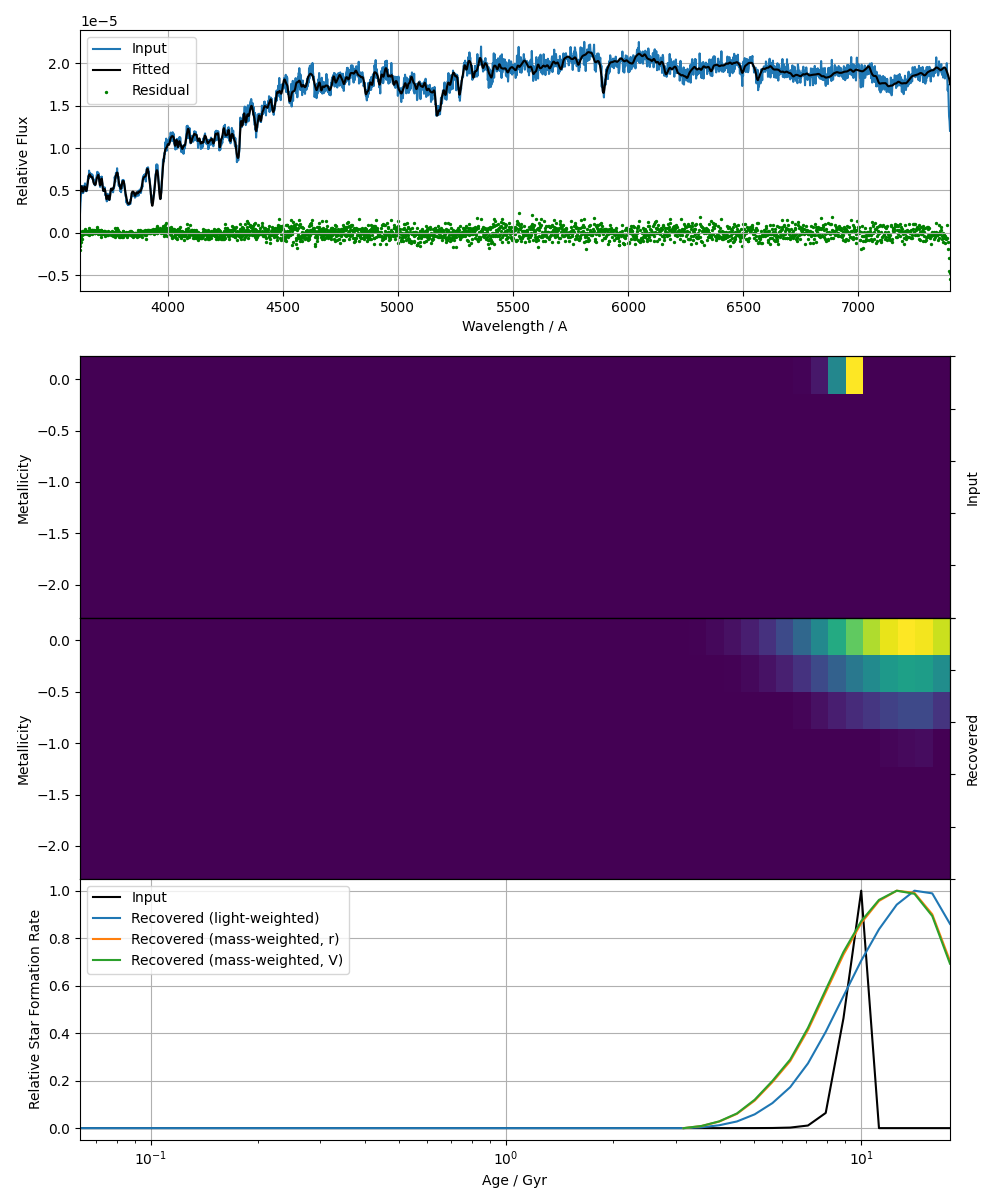 1e−5
Input
Fitted
Residual
2.0
1.5
1.0
0.5
0.0
−0.5
Relative Flux
4000 4500 5000 5500 6000 6500 7000
Wavelength / A
0.0
−0.5
−1.0
−1.5
−2.0
Metallicity
Input
0.0
−0.5
−1.0
−1.5
−2.0
Metallicity
Recovered
Input
Recovered (light-weighted)
Recovered (mass-weighted, r)
Recovered (mass-weighted, V)
1.0
0.8
0.6
0.4
0.2
0.0
Relative Star Formation Rate
10⁻¹ 10⁰ 10¹
Age / Gyr